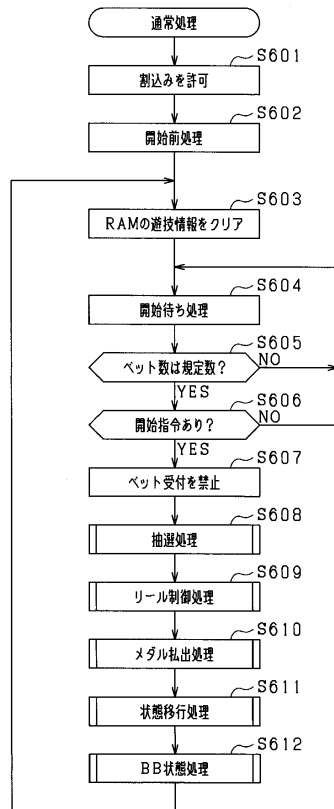 通常処理
S601
割込みを許可
S602
開始前処理
S603
RAMの遊技情報をクリア
S604
開始待ち処理
S605
ベット数は規定数?
NO
YES
S606
開始指令あり?
NO
YES
S607
ベット受付を禁止
S608
抽選処理
S609
リール制御処理
S610
メダル払出処理
S611
状態移行処理
S612
BB状態処理